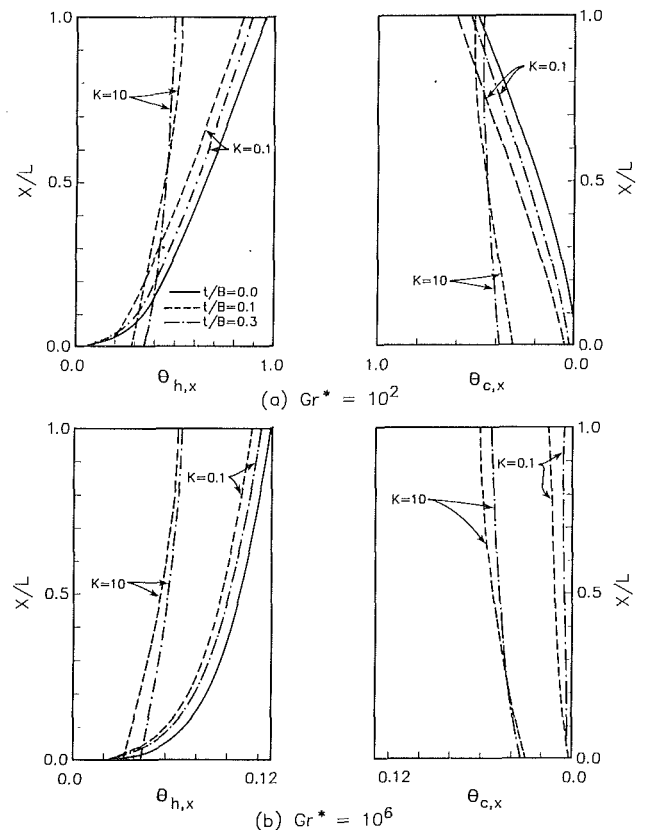 1.0
K=10
K=0.1
X/L
0.5
t/B=0.0
t/B=0.1
t/B=0.3
0.0
0.0
1.0
θh,x
1.0
K=0.1
X/L
0.5
K=10
0.0
1.0
0.0
θc,x
(a) Gr* = 10²
1.0
K=0.1
X/L
0.5
K=10
0.0
0.0
0.12
θh,x
1.0
K=0.1
K=10
X/L
0.5
0.0
0.12
0.0
θc,x
(b) Gr* = 10⁶